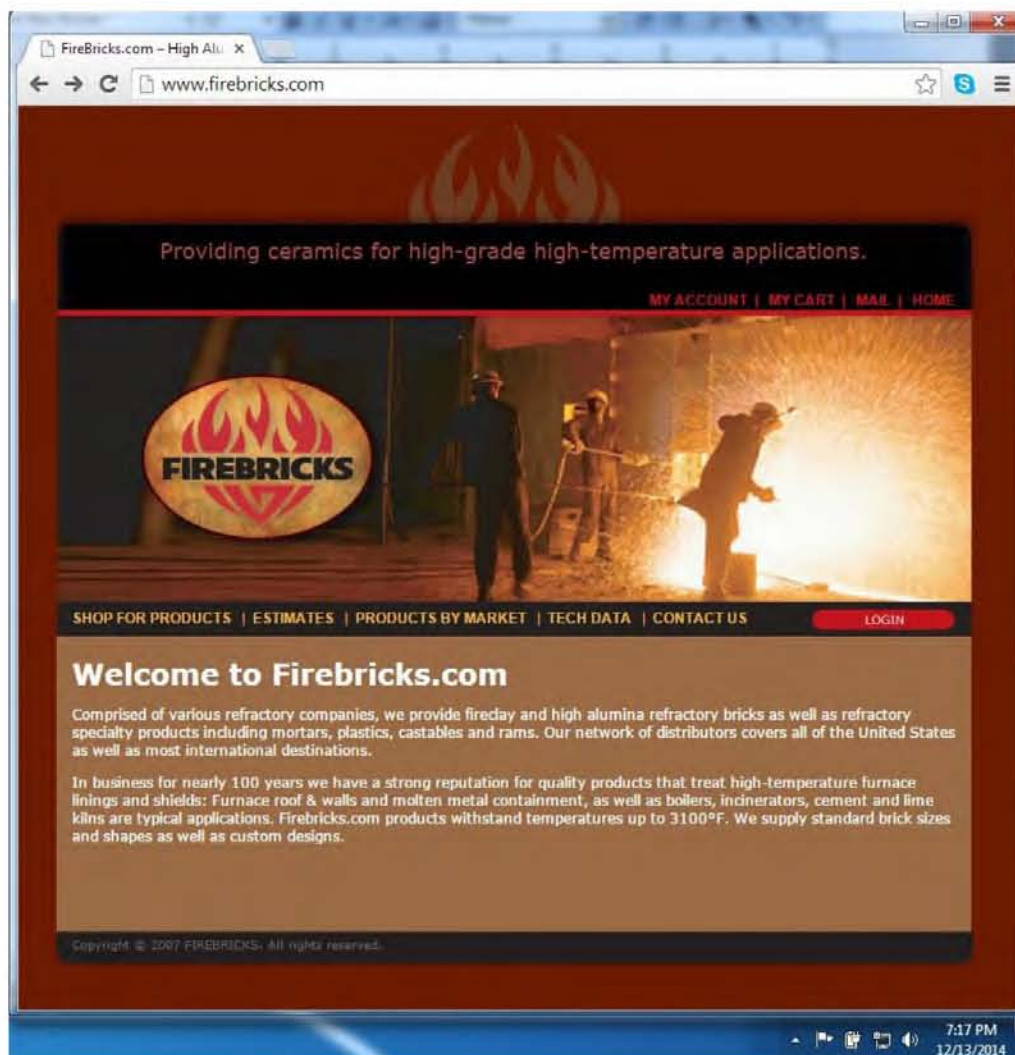 FireBricks.com – High Alu
www.firebricks.com
Providing ceramics for high-grade high-temperature applications.
MY ACCOUNT | MY CART | MAIL | HOME
FIREBRICKS
SHOP FOR PRODUCTS | ESTIMATES | PRODUCTS BY MARKET | TECH DATA | CONTACT US
LOGIN
Welcome to Firebricks.com
Comprised of various refractory companies, we provide fireclay and high alumina refractory bricks as well as refractory
specialty products including mortars, plastics, castables and rams. Our network of distributors covers all of the United States
as well as most international destinations.
In business for nearly 100 years we have a strong reputation for quality products that treat high-temperature furnace
linings and shields: Furnace roof & walls and molten metal containment, as well as boilers, incinerators, cement and lime
kilns are typical applications. Firebricks.com products withstand temperatures up to 3100°F. We supply standard brick sizes
and shapes as well as custom designs.
Copyright © 2007 FIREBRICKS. All rights reserved.
7:17 PM
12/13/2014